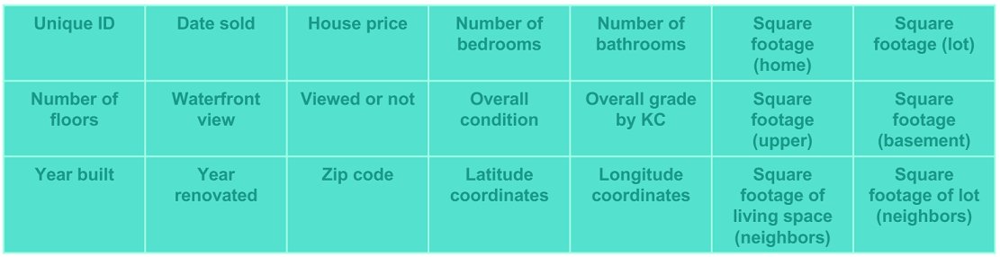 Unique ID
Date sold
House price
Number of
bedrooms
Number of
bathrooms
Square
footage
(home)
Square
footage (lot)
Number of
floors
Waterfront
view
Viewed or not
Overall
condition
Overall grade
by KC
Square
footage
(upper)
Square
footage
(basement)
Year built
Year
renovated
Zip code
Latitude
coordinates
Longitude
coordinates
Square
footage of
living space
(neighbors)
Square
footage of lot
(neighbors)